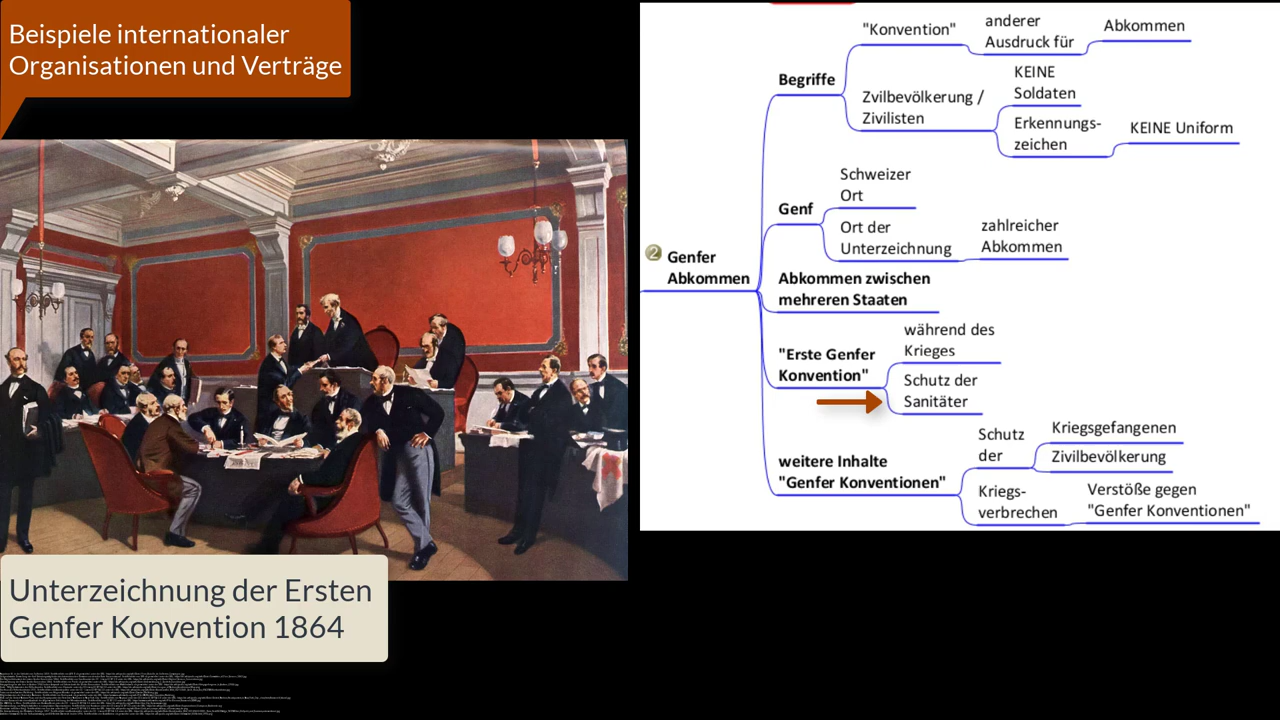 Beispiele internationaler
Organisationen und Verträge
Unterzeichnung der Ersten
Genfer Konvention 1864
2
Genfer
Abkommen
Begriffe
"Konvention"
anderer
Ausdruck für
Abkommen
Zvilbevölkerung /
Zivilisten
KEINE
Soldaten
Erkennungs-
zeichen
KEINE Uniform
Genf
Schweizer
Ort
Ort der
Unterzeichnung
zahlreicher
Abkommen
Abkommen zwischen
mehreren Staaten
"Erste Genfer
Konvention"
während des
Krieges
Schutz der
Sanitäter
weitere Inhalte
"Genfer Konventionen"
Schutz
der
Kriegsgefangenen
Zivilbevölkerung
Kriegs-
verbrechen
Verstöße gegen
"Genfer Konventionen"